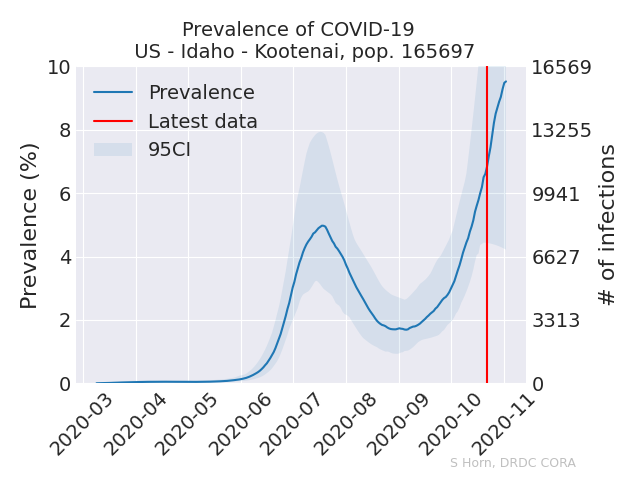 Prevalence of COVID-19
US - Idaho - Kootenai, pop. 165697
Prevalence (%)
10
8
6
4
2
0
Prevalence
Latest data
95CI
16569
13255
9941
6627
3313
0
# of infections
2020-03
2020-04
2020-05
2020-06
2020-07
2020-08
2020-09
2020-10
2020-11
S Horn, DRDC CORA